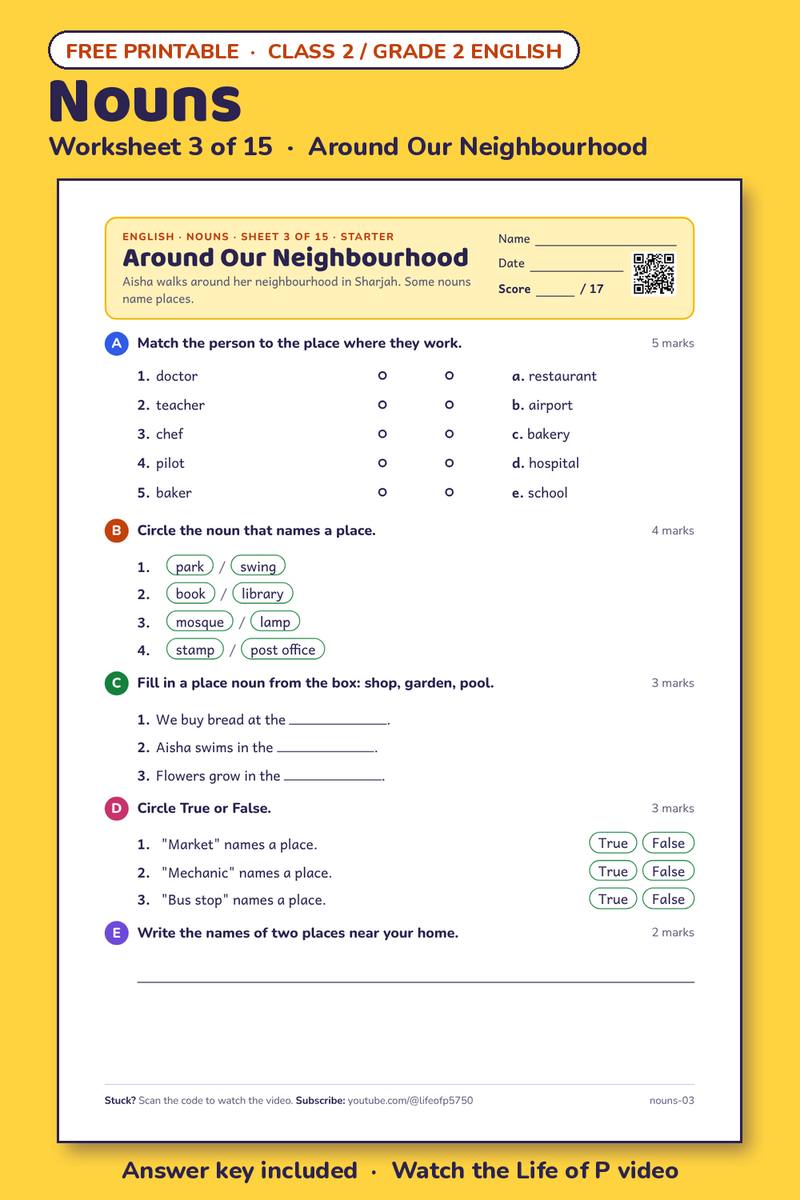 FREE PRINTABLE · CLASS 2 / GRADE 2 ENGLISH
Nouns
Worksheet 3 of 15 · Around Our Neighbourhood
ENGLISH · NOUNS · SHEET 3 OF 15 · STARTER
Around Our Neighbourhood
Aisha walks around her neighbourhood in Sharjah. Some nouns
name places.
Name
Date
Score / 17
A Match the person to the place where they work. 5 marks
1. doctor a. restaurant
2. teacher b. airport
3. chef c. bakery
4. pilot d. hospital
5. baker e. school
B Circle the noun that names a place. 4 marks
1. park / swing
2. book / library
3. mosque / lamp
4. stamp / post office
C Fill in a place noun from the box: shop, garden, pool. 3 marks
1. We buy bread at the ____________.
2. Aisha swims in the ____________.
3. Flowers grow in the ____________.
D Circle True or False. 3 marks
1. "Market" names a place. True False
2. "Mechanic" names a place. True False
3. "Bus stop" names a place. True False
E Write the names of two places near your home. 2 marks
Stuck? Scan the code to watch the video. Subscribe: youtube.com/@lifeofp5750 nouns-03
Answer key included · Watch the Life of P video